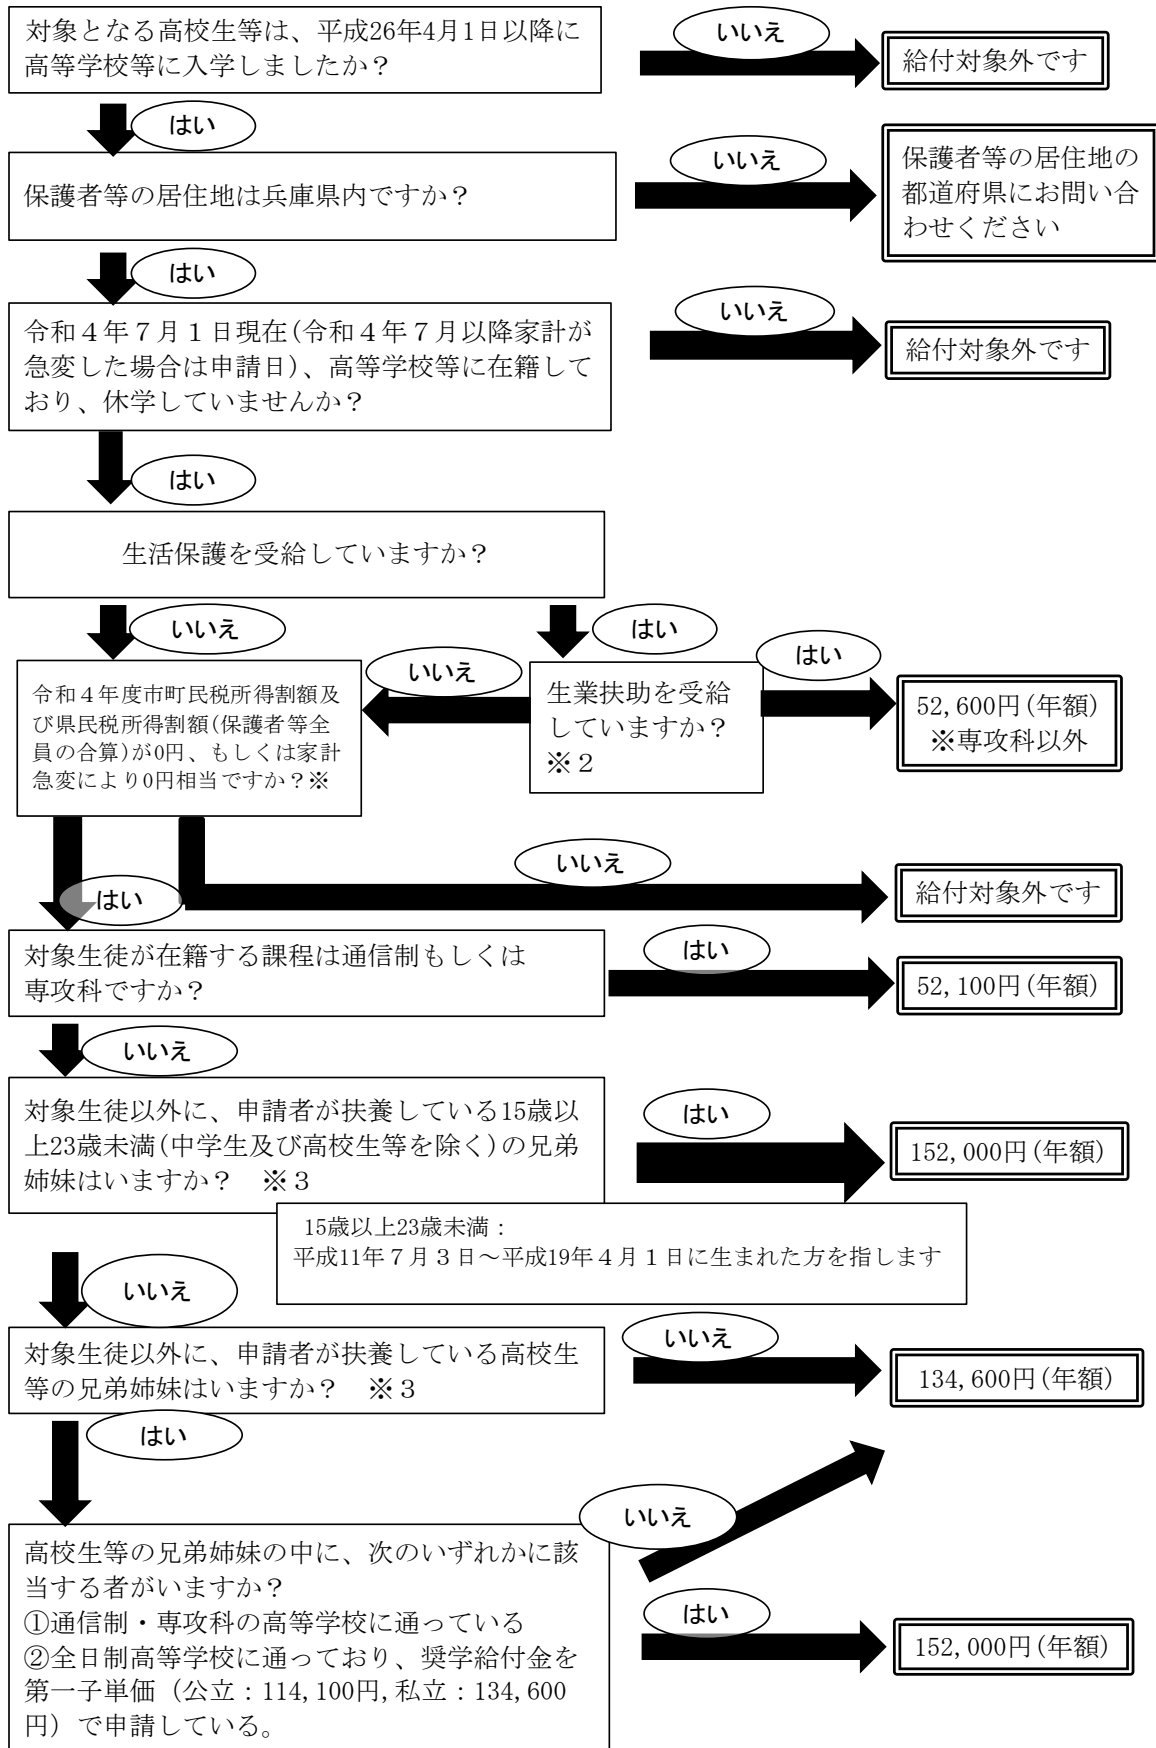 対象となる高校生等は、平成26年4月1日以降に
高等学校等に入学しましたか？
いいえ
給付対象外です
はい
保護者等の居住地は兵庫県内ですか？
いいえ
保護者等の居住地の
都道府県にお問い合
わせください
はい
令和４年７月１日現在(令和４年７月以降家計が
急変した場合は申請日)、高等学校等に在籍して
おり、休学していませんか？
いいえ
給付対象外です
はい
生活保護を受給していますか？
いいえ
はい
生業扶助を受給
していますか？
※２
はい
52,600円(年額)
※専攻科以外
いいえ
令和４年度市町民税所得割額及
び県民税所得割額(保護者等全
員の合算)が0円、もしくは家計
急変により0円相当ですか？※
いいえ
給付対象外です
はい
対象生徒が在籍する課程は通信制もしくは
専攻科ですか？
はい
52,100円(年額)
いいえ
対象生徒以外に、申請者が扶養している15歳以
上23歳未満(中学生及び高校生等を除く)の兄弟
姉妹はいますか？　※３
はい
152,000円(年額)
15歳以上23歳未満：
平成11年７月３日～平成19年４月１日に生まれた方を指します
いいえ
対象生徒以外に、申請者が扶養している高校生
等の兄弟姉妹はいますか？　※３
いいえ
134,600円(年額)
はい
高校生等の兄弟姉妹の中に、次のいずれかに該
当する者がいますか？
①通信制・専攻科の高等学校に通っている
②全日制高等学校に通っており、奨学給付金を
第一子単価（公立：114,100円,私立：134,600
円）で申請している。
いいえ
はい
152,000円(年額)